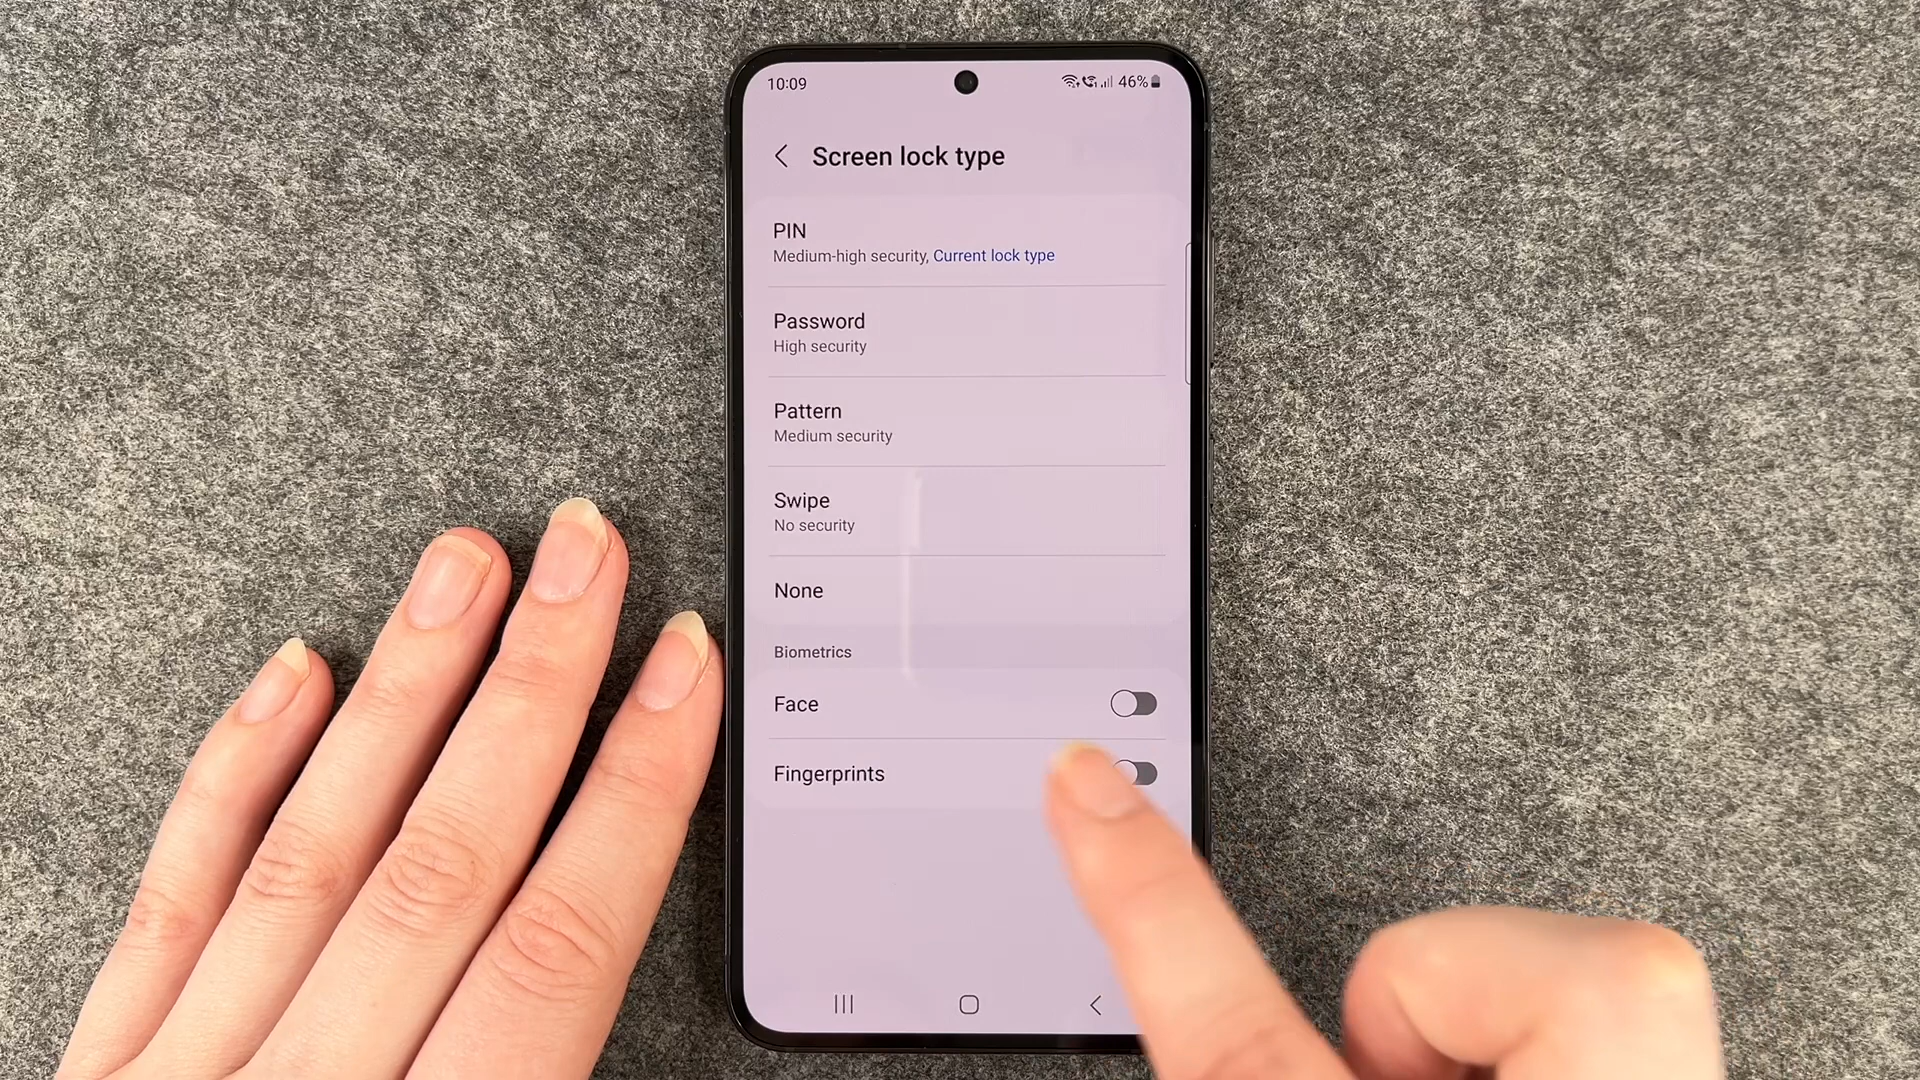 10:09
46%
Screen lock type
PIN
Medium-high security, Current lock type
Password
High security
Pattern
Medium security
Swipe
No security
None
Biometrics
Face
Fingerprints